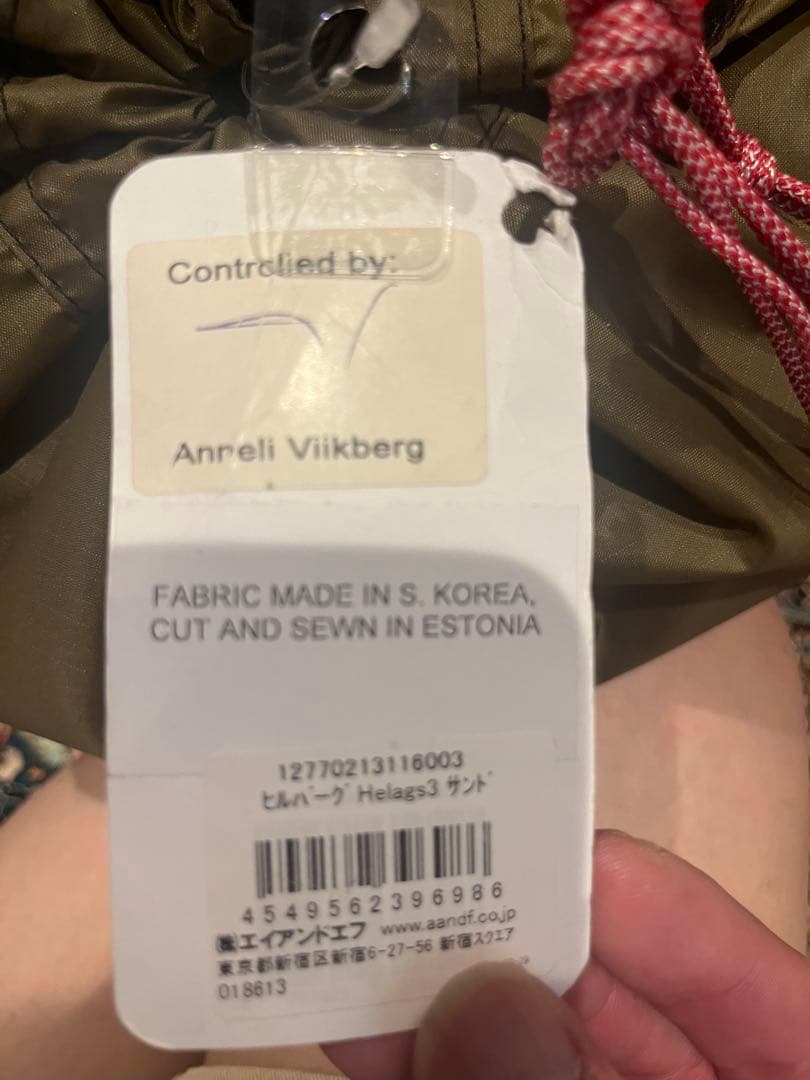 Controlled by:
Anneli Viikberg
FABRIC MADE IN S. KOREA,
CUT AND SEWN IN ESTONIA
12770213116003
ヒルバーグ Helags3 サンド
4549562396986
㈱エイアンドエフ www.aandf.co.jp
東京都新宿区新宿6-27-56 新宿スクエア
018613